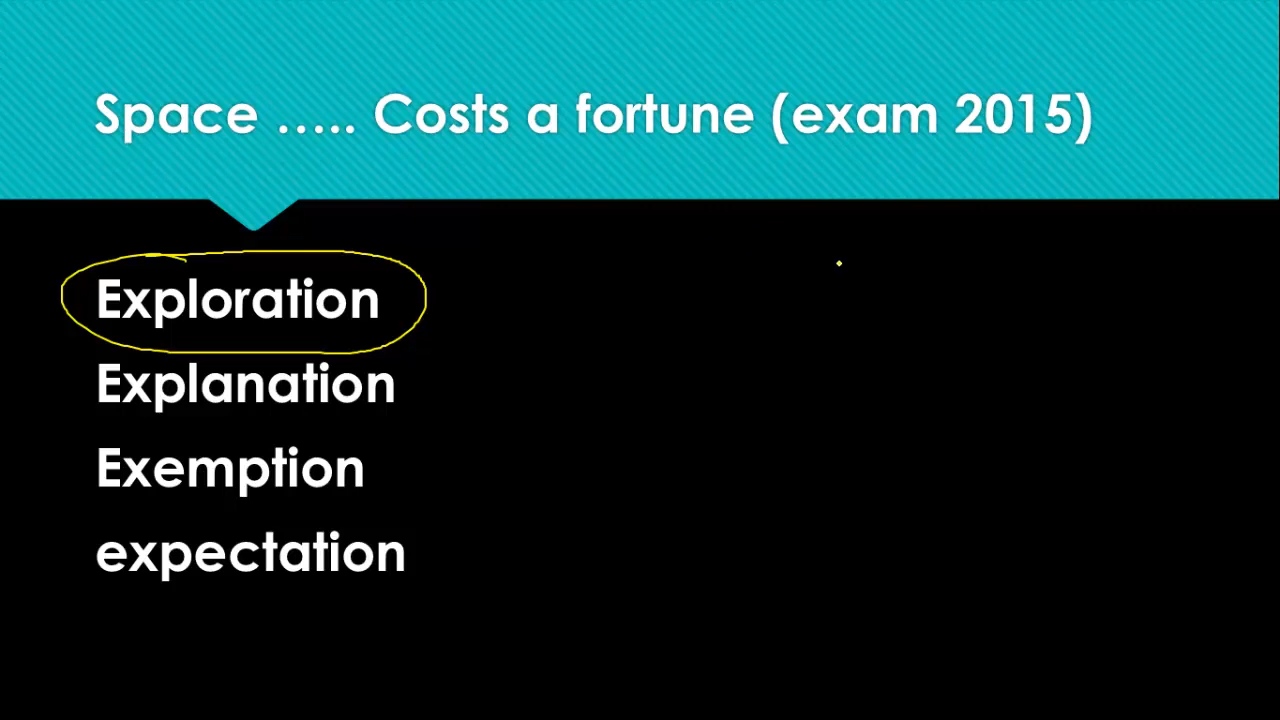 Space ..... Costs a fortune (exam 2015)
Exploration
Explanation
Exemption
expectation